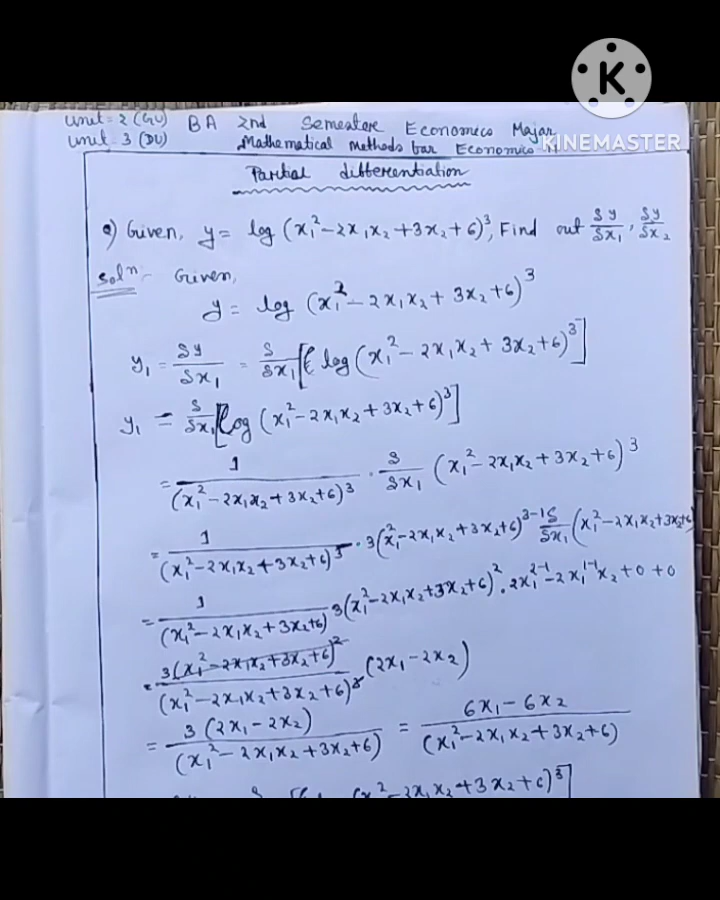 K
KINEMASTER
Unit = 2 (GU) BA 2nd Semestere Economics Major
Unit = 3 (DU) Mathematical Methods for Economics II
Partial differentiation
Q) Given, y = log (x₁² - 2x₁x₂ + 3x₂ + 6)³, Find out δy/δx₁, δy/δx₂
Solⁿ:- Given,
y = log (x₁² - 2x₁x₂ + 3x₂ + 6)³
y₁ = δy/δx₁ = δ/δx₁ [log (x₁² - 2x₁x₂ + 3x₂ + 6)³]
y₁ = δ/δx₁ [log (x₁² - 2x₁x₂ + 3x₂ + 6)³]
= 1/(x₁² - 2x₁x₂ + 3x₂ + 6)³ · δ/δx₁ (x₁² - 2x₁x₂ + 3x₂ + 6)³
= 1/(x₁² - 2x₁x₂ + 3x₂ + 6)³ · 3(x₁² - 2x₁x₂ + 3x₂ + 6)³⁻¹ δ/δx₁ (x₁² - 2x₁x₂ + 3x₂ + 6)
= 1/(x₁² - 2x₁x₂ + 3x₂ + 6) 3(x₁² - 2x₁x₂ + 3x₂ + 6)² · 2x₁²⁻¹ - 2x₁¹⁻¹x₂ + 0 + 0
= 3(x₁² - 2x₁x₂ + 3x₂ + 6)²/(x₁² - 2x₁x₂ + 3x₂ + 6)³ (2x₁ - 2x₂)
= 3(2x₁ - 2x₂)/(x₁² - 2x₁x₂ + 3x₂ + 6) = 6x₁ - 6x₂/(x₁² - 2x₁x₂ + 3x₂ + 6)
(x₁² - 2x₁x₂ + 3x₂ + 6)³]